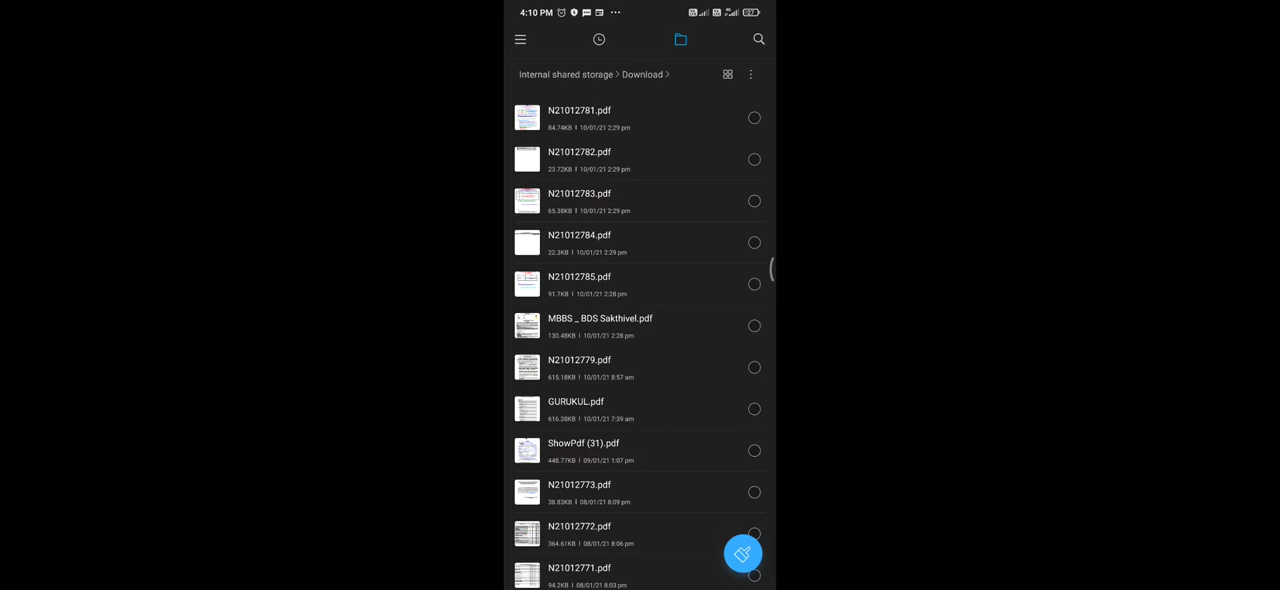 4:10 PM
27
Internal shared storage > Download >
N21012781.pdf
84.74KB | 10/01/21 2:29 pm
N21012782.pdf
23.72KB | 10/01/21 2:29 pm
N21012783.pdf
65.38KB | 10/01/21 2:29 pm
N21012784.pdf
22.3KB | 10/01/21 2:29 pm
N21012785.pdf
91.7KB | 10/01/21 2:28 pm
MBBS _ BDS Sakthivel.pdf
130.48KB | 10/01/21 2:28 pm
N21012779.pdf
615.18KB | 10/01/21 8:57 am
GURUKUL.pdf
616.38KB | 10/01/21 7:39 am
ShowPdf (31).pdf
448.77KB | 09/01/21 1:07 pm
N21012773.pdf
38.83KB | 08/01/21 8:09 pm
N21012772.pdf
364.61KB | 08/01/21 8:06 pm
N21012771.pdf
94.2KB | 08/01/21 8:03 pm